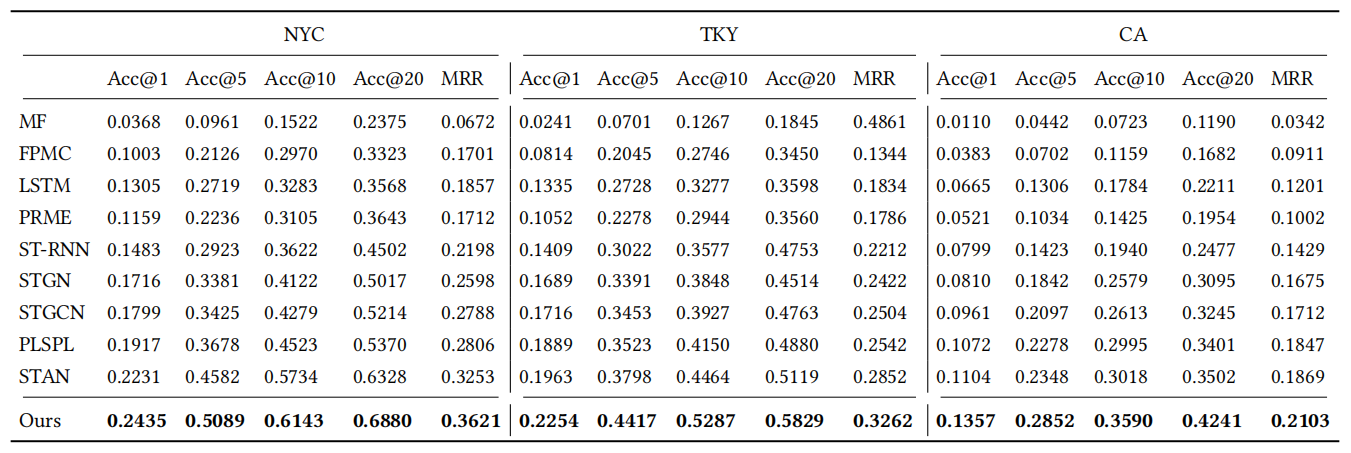 NYC TKY CA
Acc@1 Acc@5 Acc@10 Acc@20 MRR Acc@1 Acc@5 Acc@10 Acc@20 MRR Acc@1 Acc@5 Acc@10 Acc@20 MRR
MF 0.0368 0.0961 0.1522 0.2375 0.0672 0.0241 0.0701 0.1267 0.1845 0.4861 0.0110 0.0442 0.0723 0.1190 0.0342
FPMC 0.1003 0.2126 0.2970 0.3323 0.1701 0.0814 0.2045 0.2746 0.3450 0.1344 0.0383 0.0702 0.1159 0.1682 0.0911
LSTM 0.1305 0.2719 0.3283 0.3568 0.1857 0.1335 0.2728 0.3277 0.3598 0.1834 0.0665 0.1306 0.1784 0.2211 0.1201
PRME 0.1159 0.2236 0.3105 0.3643 0.1712 0.1052 0.2278 0.2944 0.3560 0.1786 0.0521 0.1034 0.1425 0.1954 0.1002
ST-RNN 0.1483 0.2923 0.3622 0.4502 0.2198 0.1409 0.3022 0.3577 0.4753 0.2212 0.0799 0.1423 0.1940 0.2477 0.1429
STGN 0.1716 0.3381 0.4122 0.5017 0.2598 0.1689 0.3391 0.3848 0.4514 0.2422 0.0810 0.1842 0.2579 0.3095 0.1675
STGCN 0.1799 0.3425 0.4279 0.5214 0.2788 0.1716 0.3453 0.3927 0.4763 0.2504 0.0961 0.2097 0.2613 0.3245 0.1712
PLSPL 0.1917 0.3678 0.4523 0.5370 0.2806 0.1889 0.3523 0.4150 0.4880 0.2542 0.1072 0.2278 0.2995 0.3401 0.1847
STAN 0.2231 0.4582 0.5734 0.6328 0.3253 0.1963 0.3798 0.4464 0.5119 0.2852 0.1104 0.2348 0.3018 0.3502 0.1869
Ours 0.2435 0.5089 0.6143 0.6880 0.3621 0.2254 0.4417 0.5287 0.5829 0.3262 0.1357 0.2852 0.3590 0.4241 0.2103